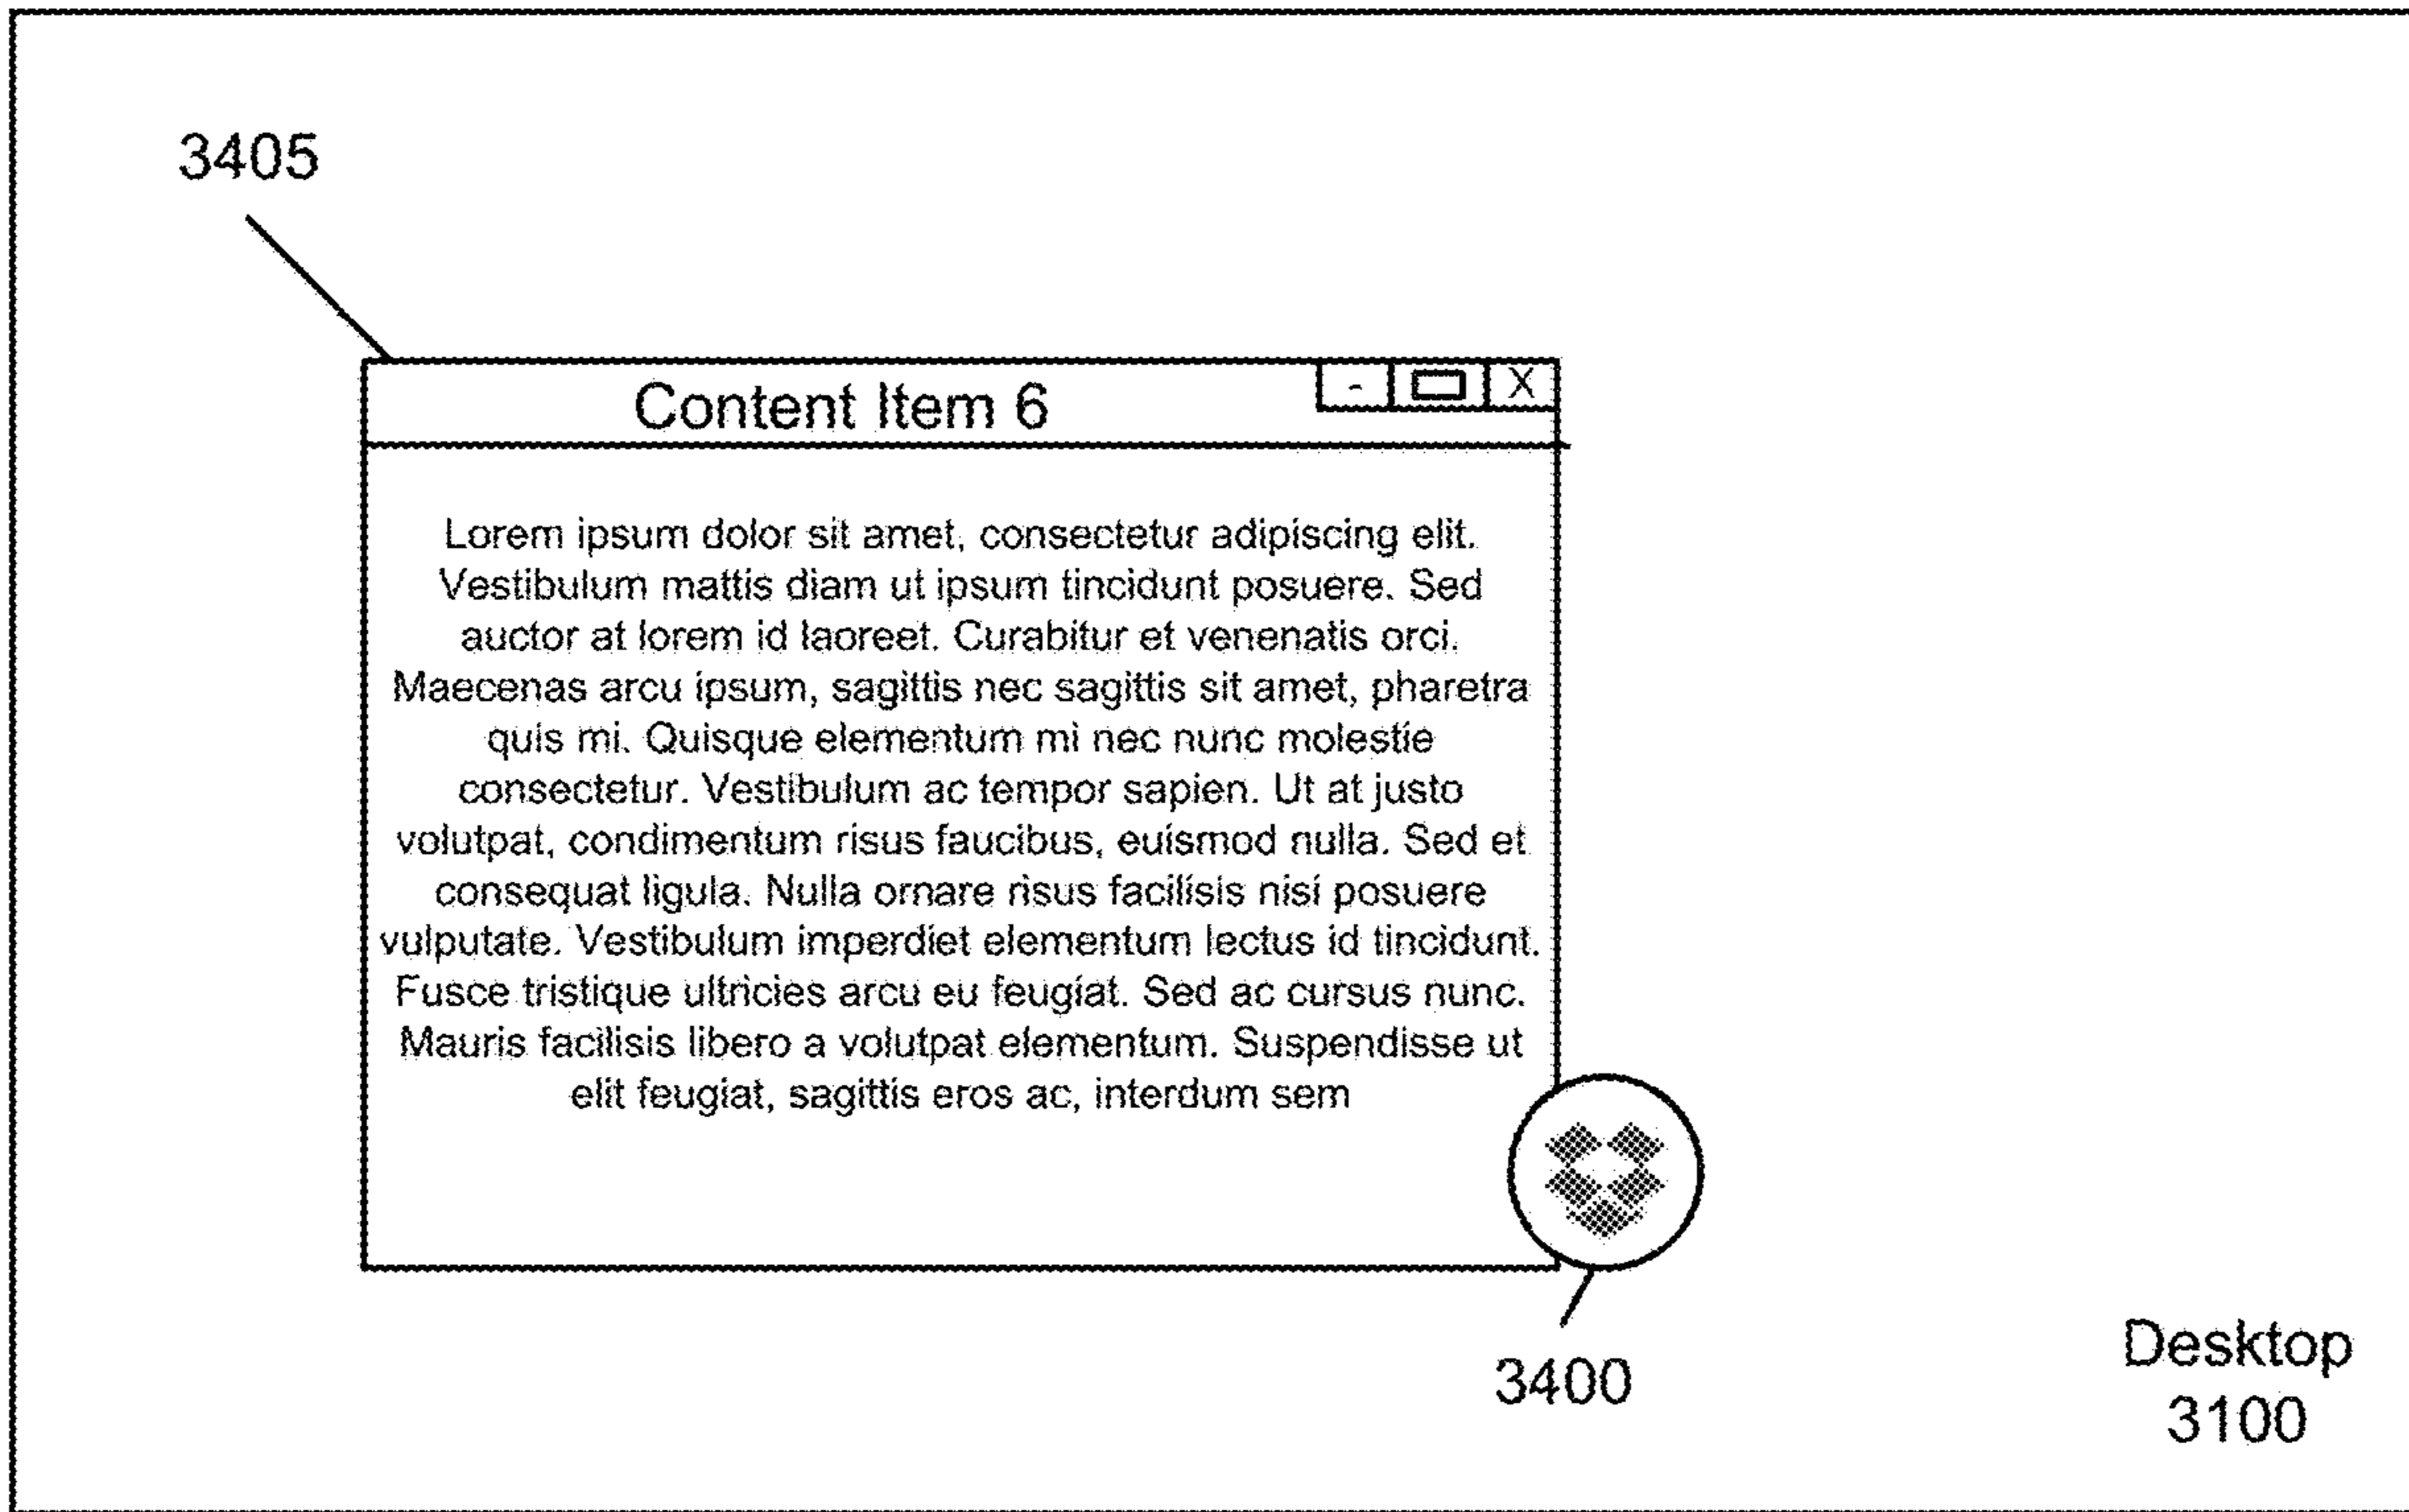 3405
Content Item 6
- X
Lorem ipsum dolor sit amet, consectetur adipiscing elit.
Vestibulum mattis diam ut ipsum tincidunt posuere. Sed
auctor at lorem id laoreet. Curabitur et venenatis orci.
Maecenas arcu ipsum, sagittis nec sagittis sit amet, pharetra
quis mi. Quisque elementum mi nec nunc molestie
consectetur. Vestibulum ac tempor sapien. Ut at justo
volutpat, condimentum risus faucibus, euismod nulla. Sed et
consequat ligula. Nulla ornare risus facilisis nisi posuere
vulputate. Vestibulum imperdiet elementum lectus id tincidunt.
Fusce tristique ultricies arcu eu feugiat. Sed ac cursus nunc.
Mauris facilisis libero a volutpat elementum. Suspendisse ut
elit feugiat, sagittis eros ac, interdum sem
3400
Desktop
3100